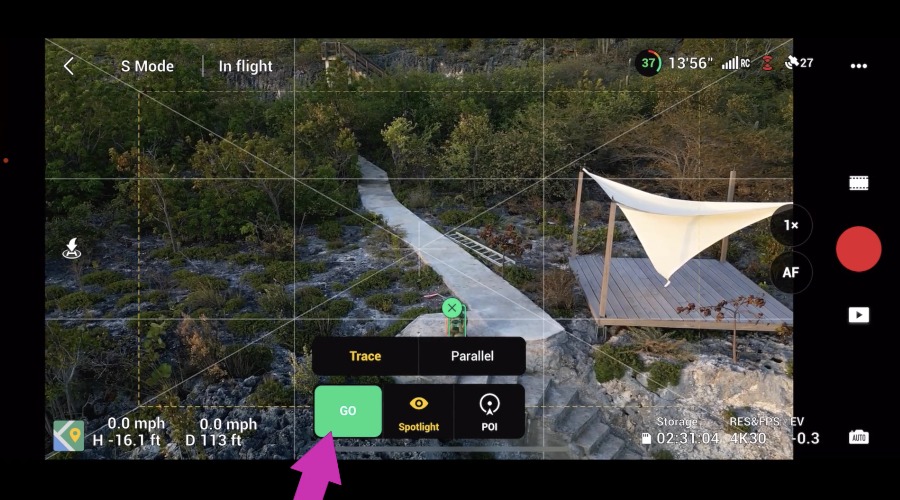 S Mode | In flight
37 13'56" RC 27
1×
AF
Trace Parallel
GO
Spotlight
POI
0.0 mph 0.0 mph
H -16.1 ft D 113 ft
Storage RES&FPS EV
02:31:04 4K30 -0.3
AUTO